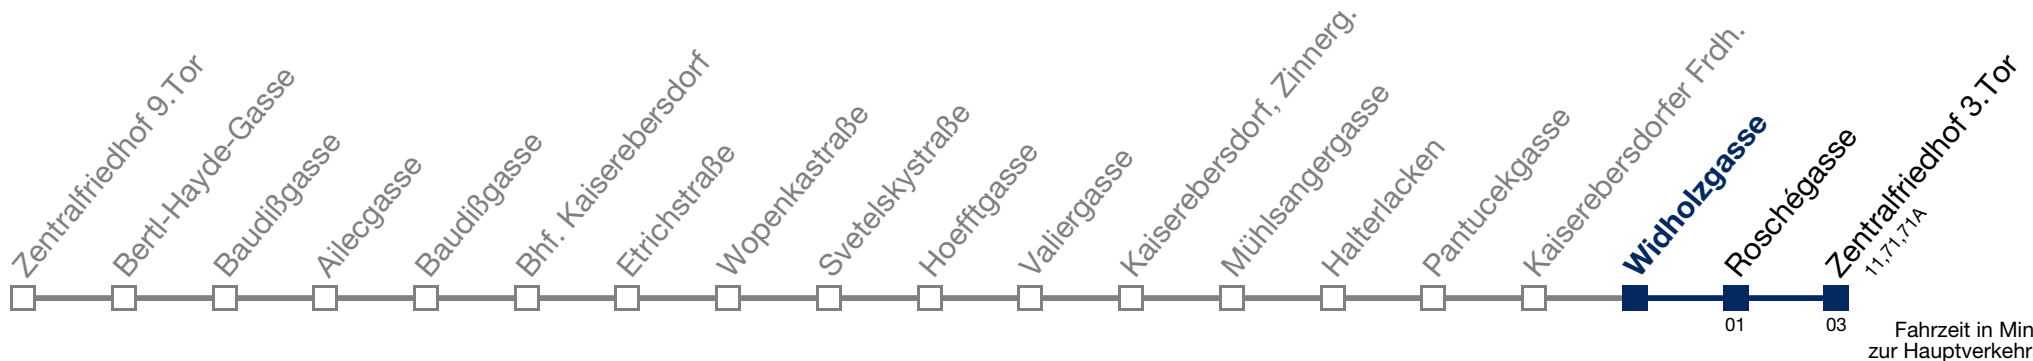 Zentralfriedhof 9.Tor
Bertl-Hayde-Gasse
Baudißgasse
Ailecgasse
Baudißgasse
Bhf. Kaiserebersdorf
Etrichstraße
Wopenkastraße
Svetelskystraße
Hoefftgasse
Valiergasse
Kaiserebersdorf, Zinnerg.
Mühlsangergasse
Halterlacken
Pantucekgasse
Kaiserebersdorfer Frdh.
Widholzgasse
Roschégasse
Zentralfriedhof 3.Tor
11,71,71A
01
03
Fahrzeit in Min
zur Hauptverkehr